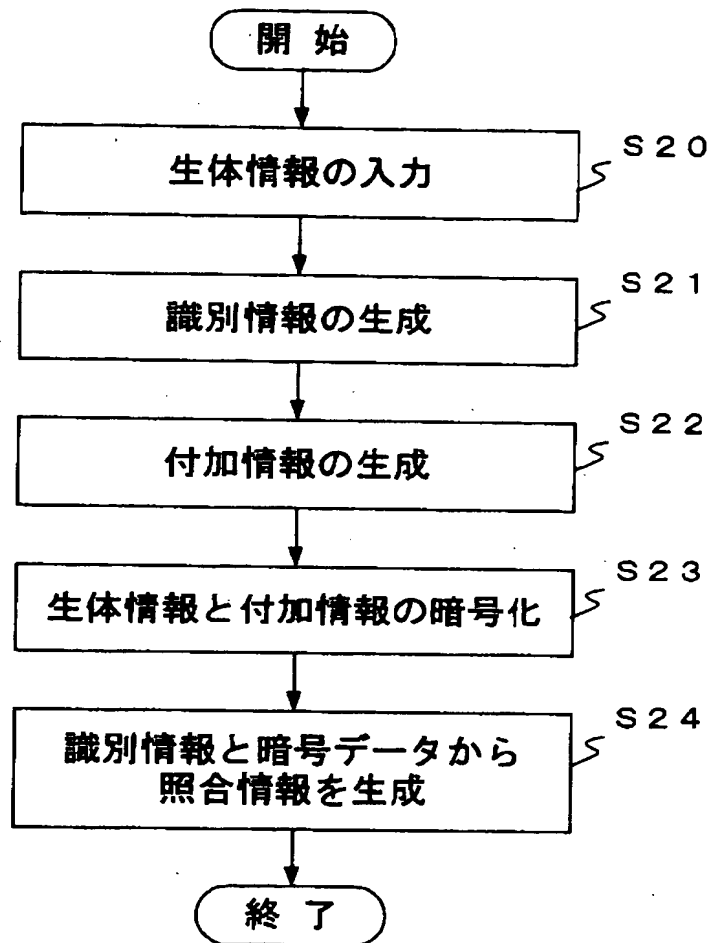 開 始
S20
生体情報の入力
S21
識別情報の生成
S22
付加情報の生成
S23
生体情報と付加情報の暗号化
S24
識別情報と暗号データから
照合情報を生成
終 了